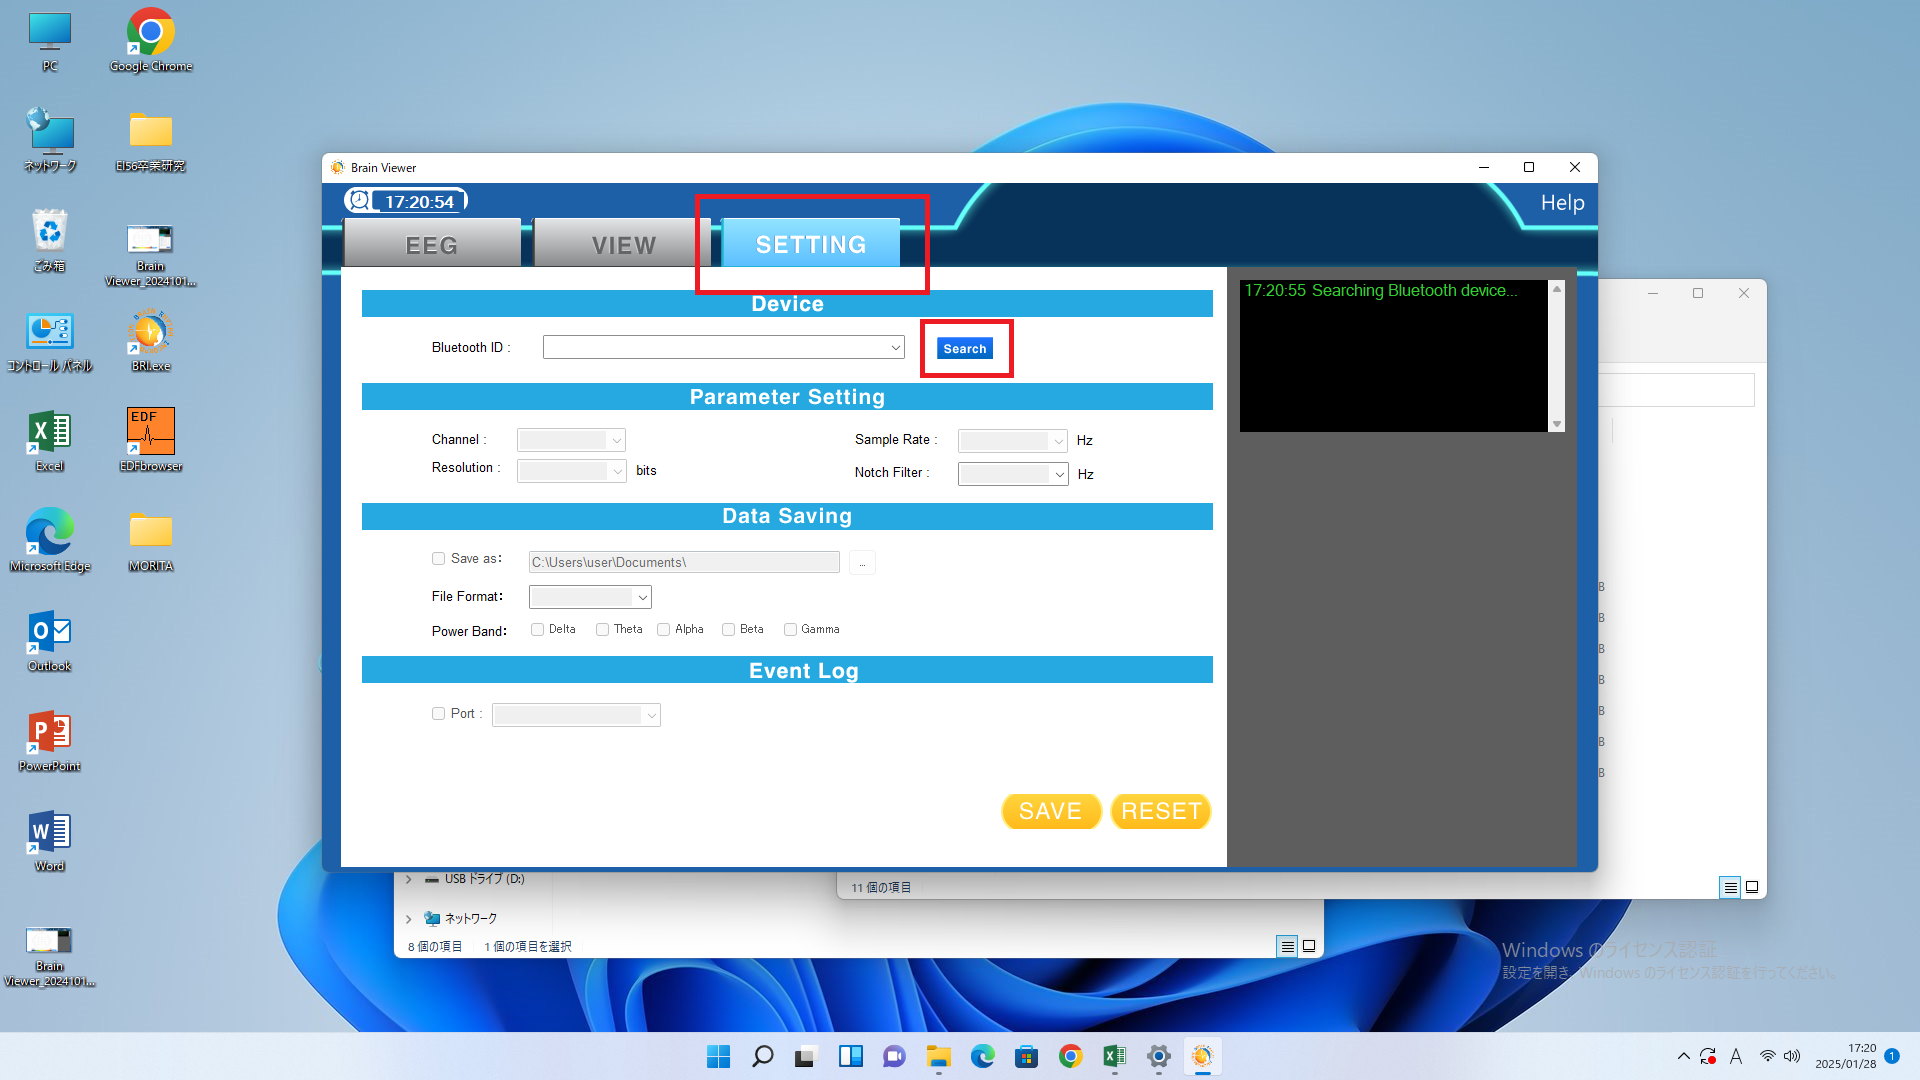 PC
Google Chrome
ネットワーク
EI56卒業研究
ごみ箱
Brain
Viewer_2024101...
コントロール パネル
BRI.exe
Excel
EDF
EDFbrowser
Microsoft Edge
MORITA
Outlook
PowerPoint
Word
Brain
Viewer_2024101...
Brain Viewer
17:20:54
Help
EEG
VIEW
SETTING
Device
Bluetooth ID :
Search
Parameter Setting
Channel :
Sample Rate :
Hz
Resolution :
bits
Notch Filter :
Hz
Data Saving
Save as:
C:\Users\user\Documents\
...
File Format:
Power Band:
Delta
Theta
Alpha
Beta
Gamma
Event Log
Port :
SAVE
RESET
17:20:55 Searching Bluetooth device...
B
B
B
B
B
B
B
11 個の項目
USB ドライブ (D:)
ネットワーク
8 個の項目
1 個の項目を選択
Windows のライセンス認証
設定を開き、Windows のライセンス認証を行ってください。
A
17:20
2025/01/28
1